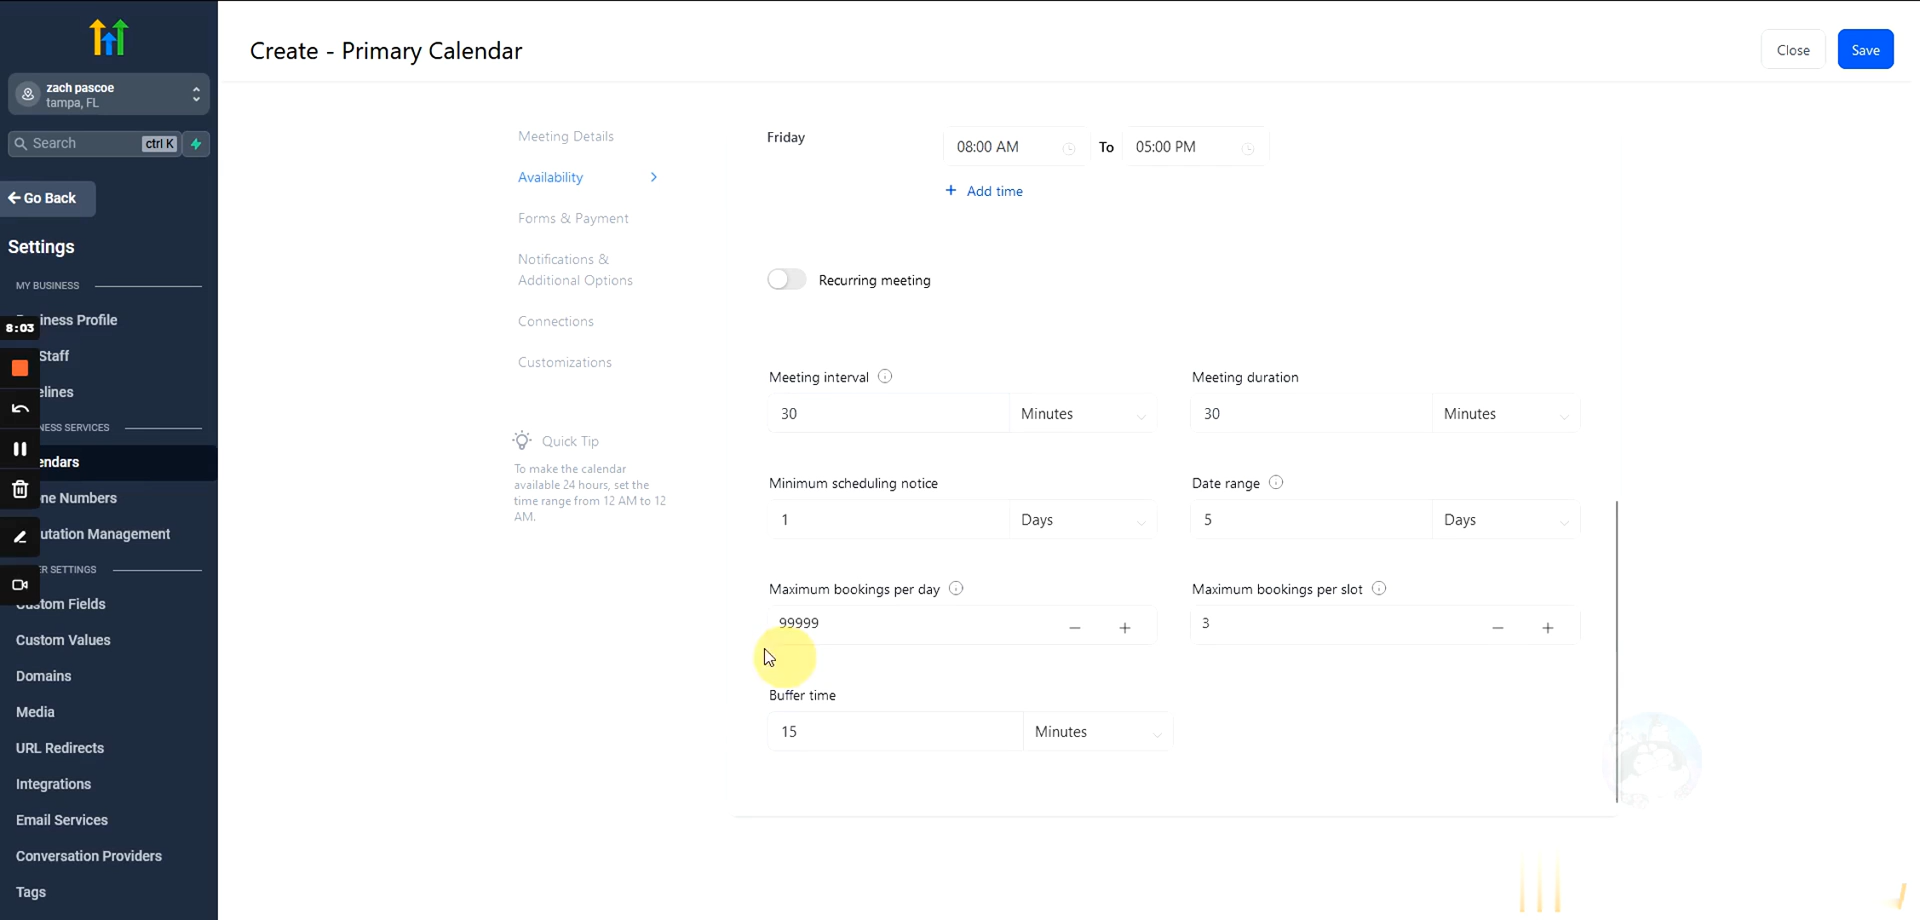 Create - Primary Calendar
Close
Save
zach pascoe
tampa, FL
Search
ctrl K
Go Back
Settings
MY BUSINESS
iness Profile
8:03
Staff
elines
NESS SERVICES
endars
ne Numbers
utation Management
R SETTINGS
stom Fields
Custom Values
Domains
Media
URL Redirects
Integrations
Email Services
Conversation Providers
Tags
Meeting Details
Availability
Forms & Payment
Notifications &
Additional Options
Connections
Customizations
Quick Tip
To make the calendar
available 24 hours, set the
time range from 12 AM to 12
AM.
Friday
08:00 AM
To
05:00 PM
+ Add time
Recurring meeting
Meeting interval
30
Minutes
Meeting duration
30
Minutes
Minimum scheduling notice
1
Days
Date range
5
Days
Maximum bookings per day
99999
Maximum bookings per slot
3
Buffer time
15
Minutes